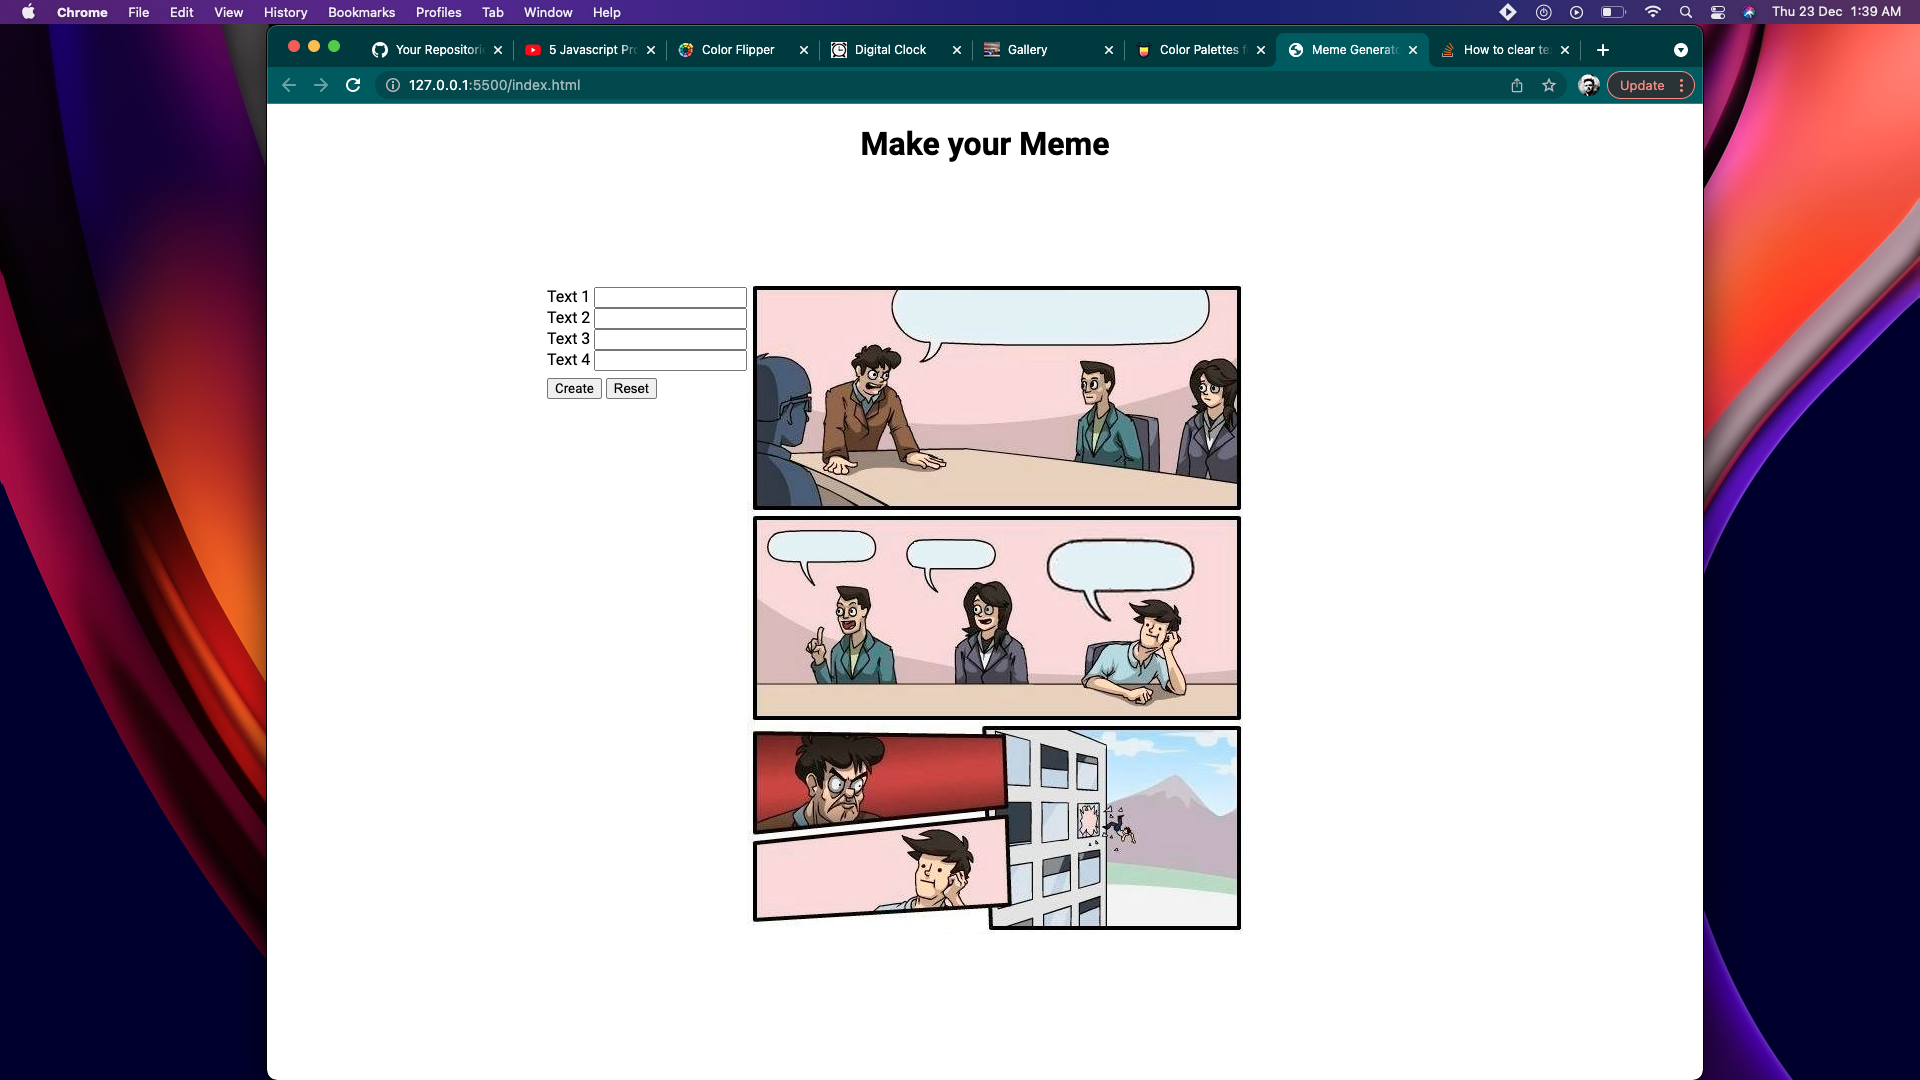 Chrome File Edit View History Bookmarks Profiles Tab Window Help Thu 23 Dec 1:39 AM
Your Repositori 5 Javascript Pr Color Flipper Digital Clock Gallery Color Palettes f Meme Generato How to clear te
127.0.0.1:5500/index.html Update
Make your Meme
Text 1
Text 2
Text 3
Text 4
Create Reset